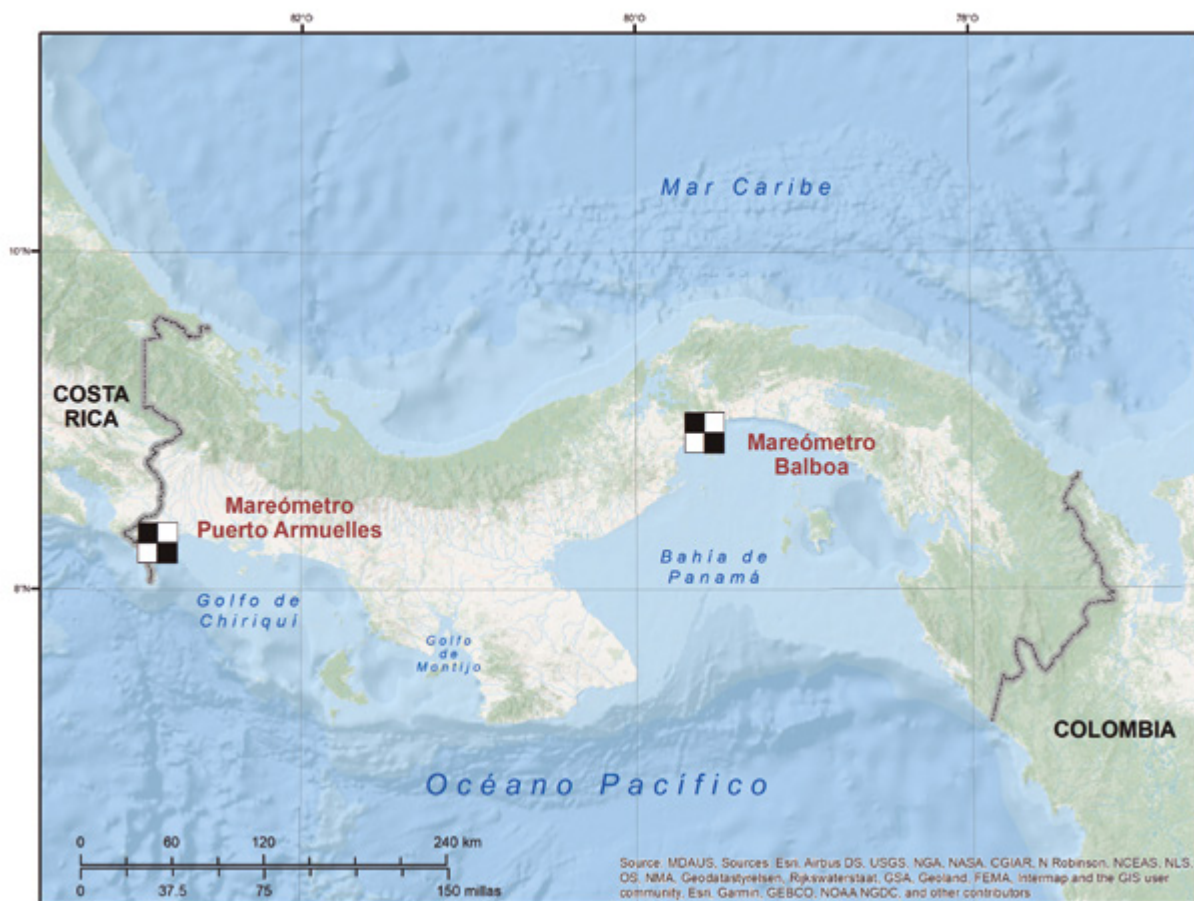 82°O
80°O
78°O
Mar Caribe
10°N
COSTA
RICA
Mareómetro
Balboa
Mareómetro
Puerto Armuelles
Bahía de
Panamá
8°N
Golfo de
Chiriquí
Golfo
de
Montijo
COLOMBIA
Océano Pacífico
0 60 120 240 km
0 37.5 75 150 millas
Source: MDAUS, Sources: Esri, Airbus DS, USGS, NGA, NASA, CGIAR, N Robinson, NCEAS, NLS,
OS, NMA, Geodatastyrelsen, Rijkswaterstaat, GSA, Geoland, FEMA, Intermap and the GIS user
community, Esri, Garmin, GEBCO, NOAA NGDC, and other contributors